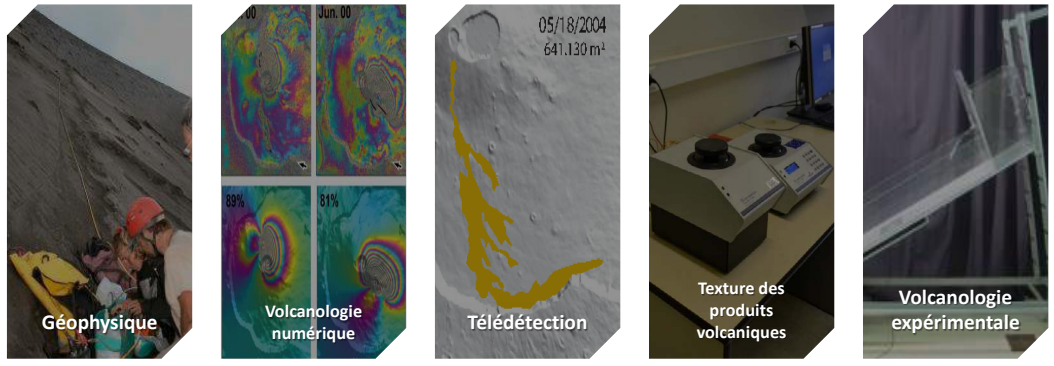 Géophysique
Jun. 00
89%
81%
Volcanologie
numérique
05/18/2004
641.130 m²
Télédétection
Texture des
produits
volcaniques
Volcanologie
expérimentale